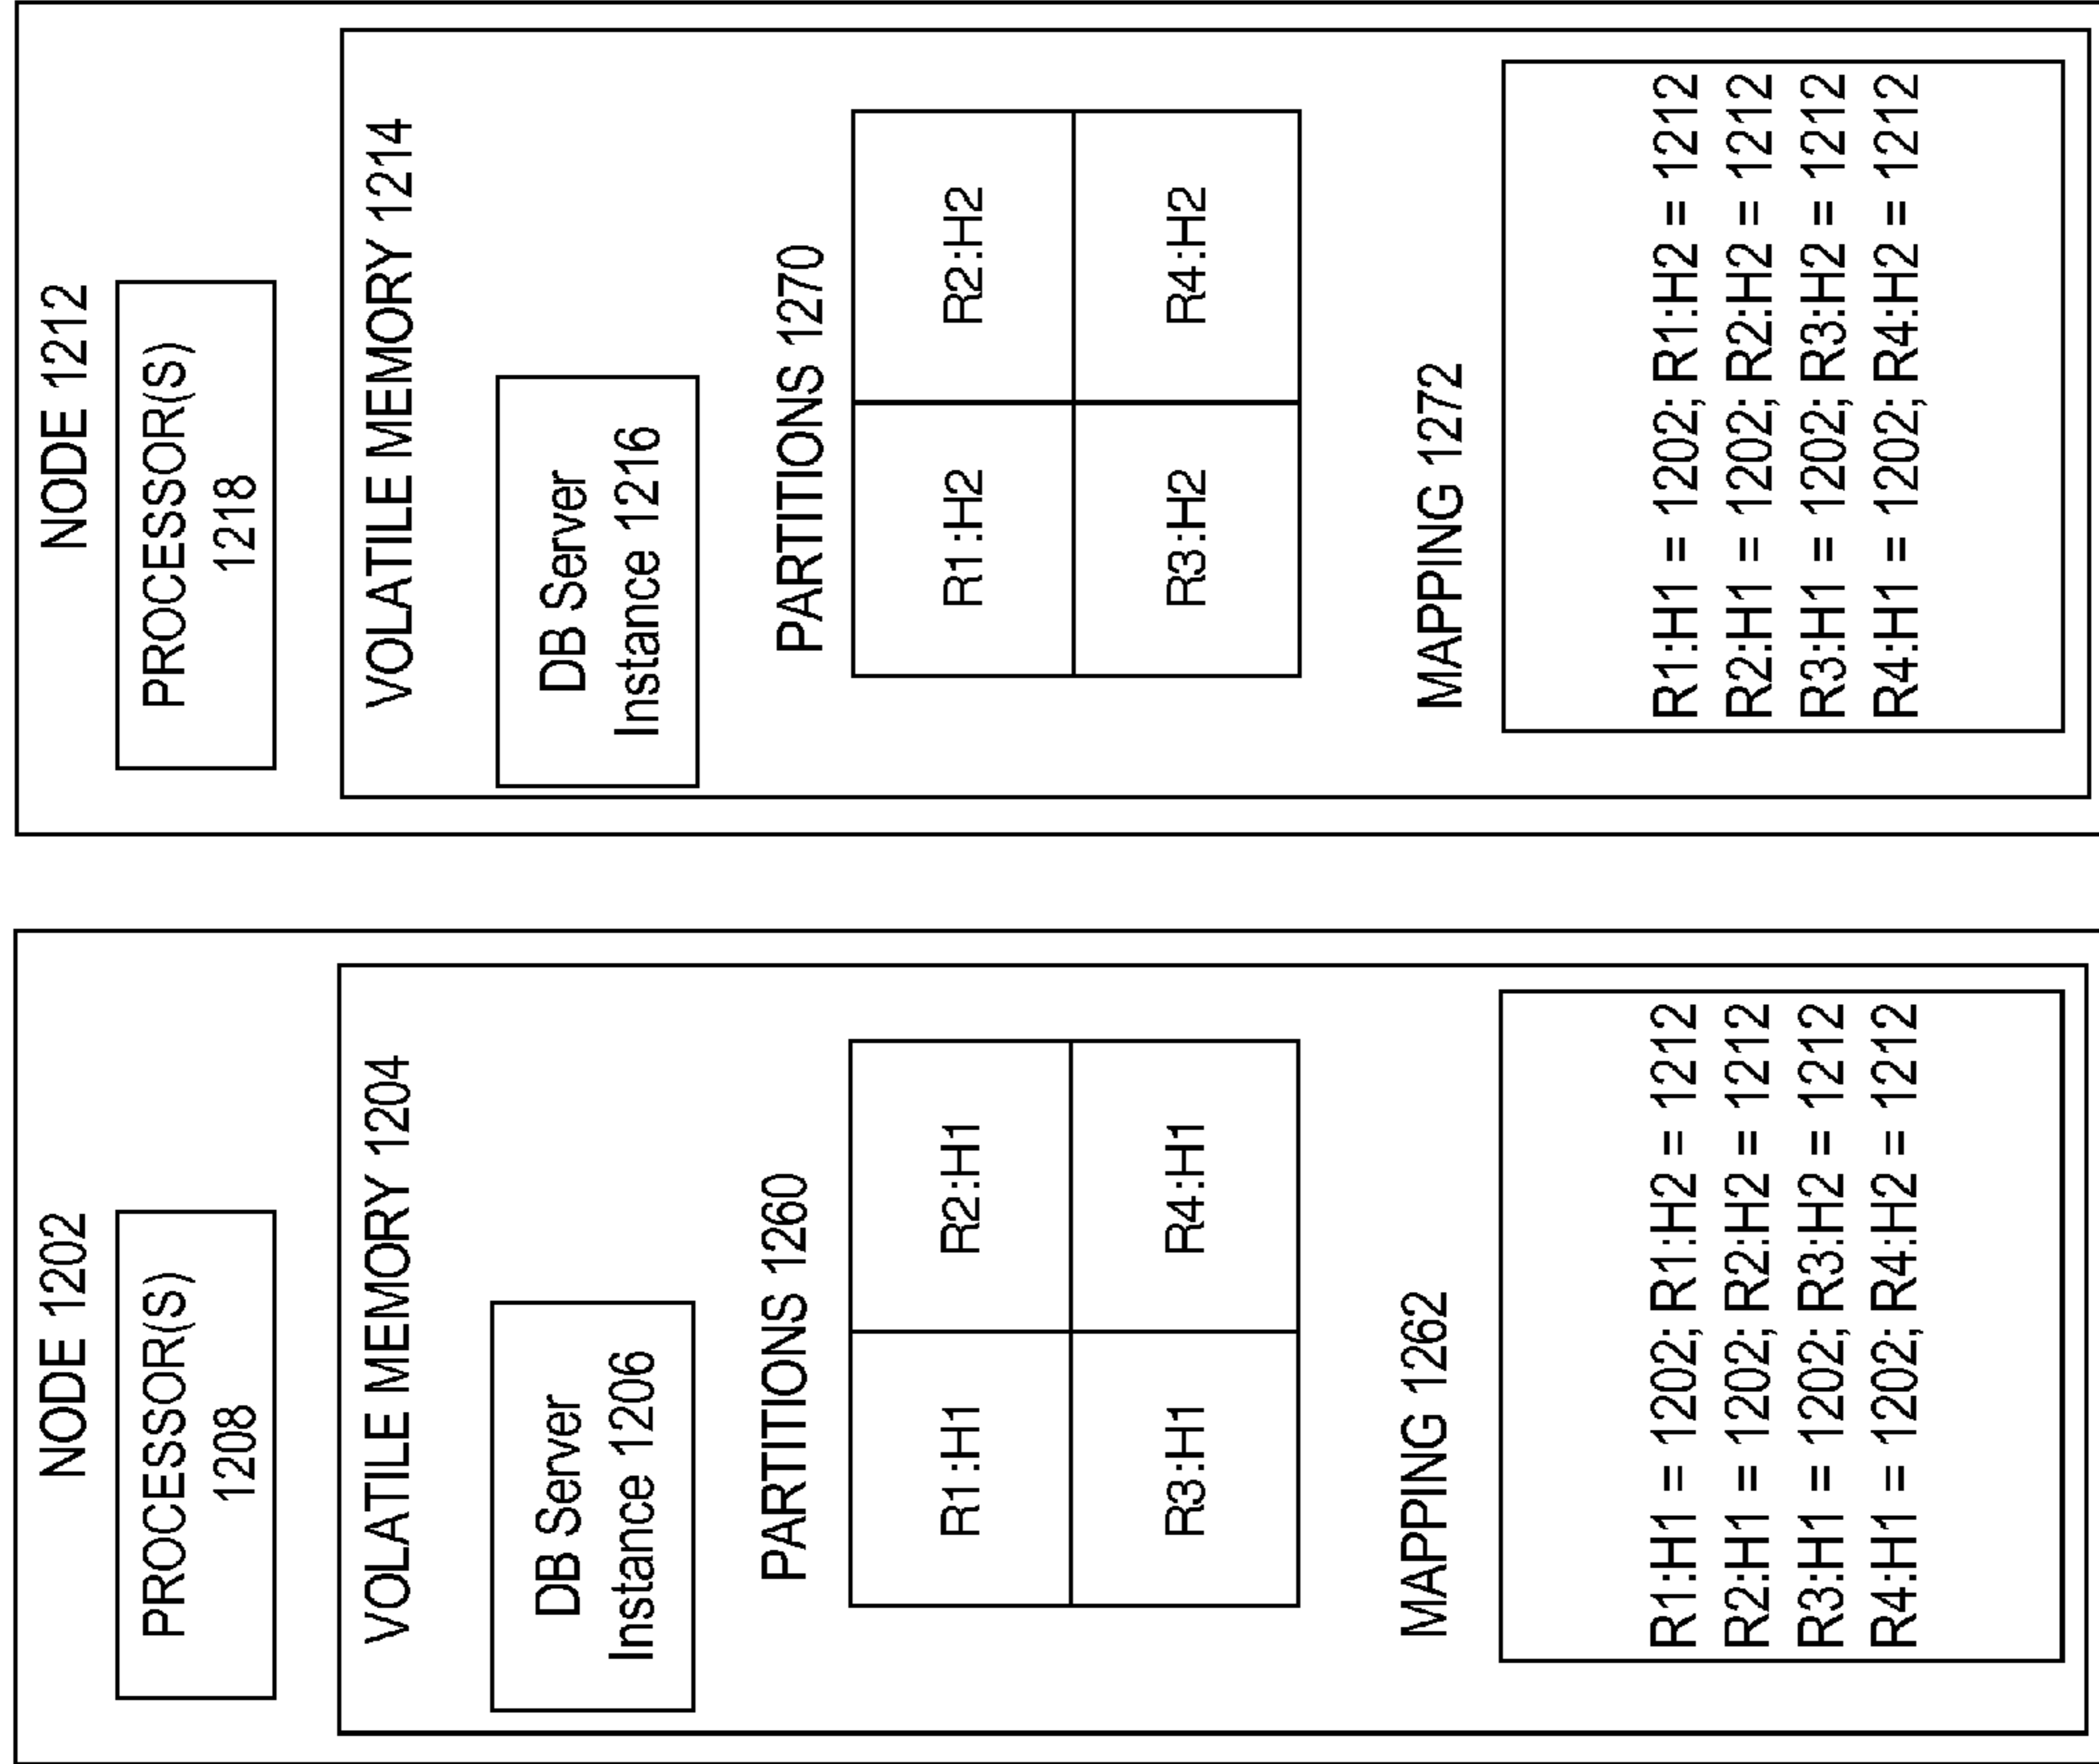 NODE 1202
PROCESSOR(S)
1208
VOLATILE MEMORY 1204
DB Server
Instance 1206
PARTITIONS 1260
R1:H1
R2:H1
R3:H1
R4:H1
MAPPING 1262
R1:H1 = 1202; R1:H2 = 1212
R2:H1 = 1202; R2:H2 = 1212
R3:H1 = 1202; R3:H2 = 1212
R4:H1 = 1202; R4:H2 = 1212
NODE 1212
PROCESSOR(S)
1218
VOLATILE MEMORY 1214
DB Server
Instance 1216
PARTITIONS 1270
R1:H2
R2:H2
R3:H2
R4:H2
MAPPING 1272
R1:H1 = 1202; R1:H2 = 1212
R2:H1 = 1202; R2:H2 = 1212
R3:H1 = 1202; R3:H2 = 1212
R4:H1 = 1202; R4:H2 = 1212